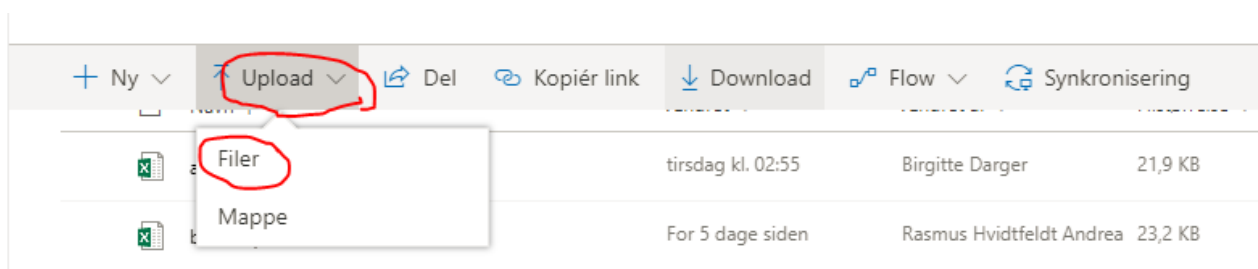 Ny Upload Del Kopiér link Download Flow Synkronisering
Filer
tirsdag kl. 02:55 Birgitte Darger 21,9 KB
Mappe
For 5 dage siden Rasmus Hvidtfeldt Andrea 23,2 KB